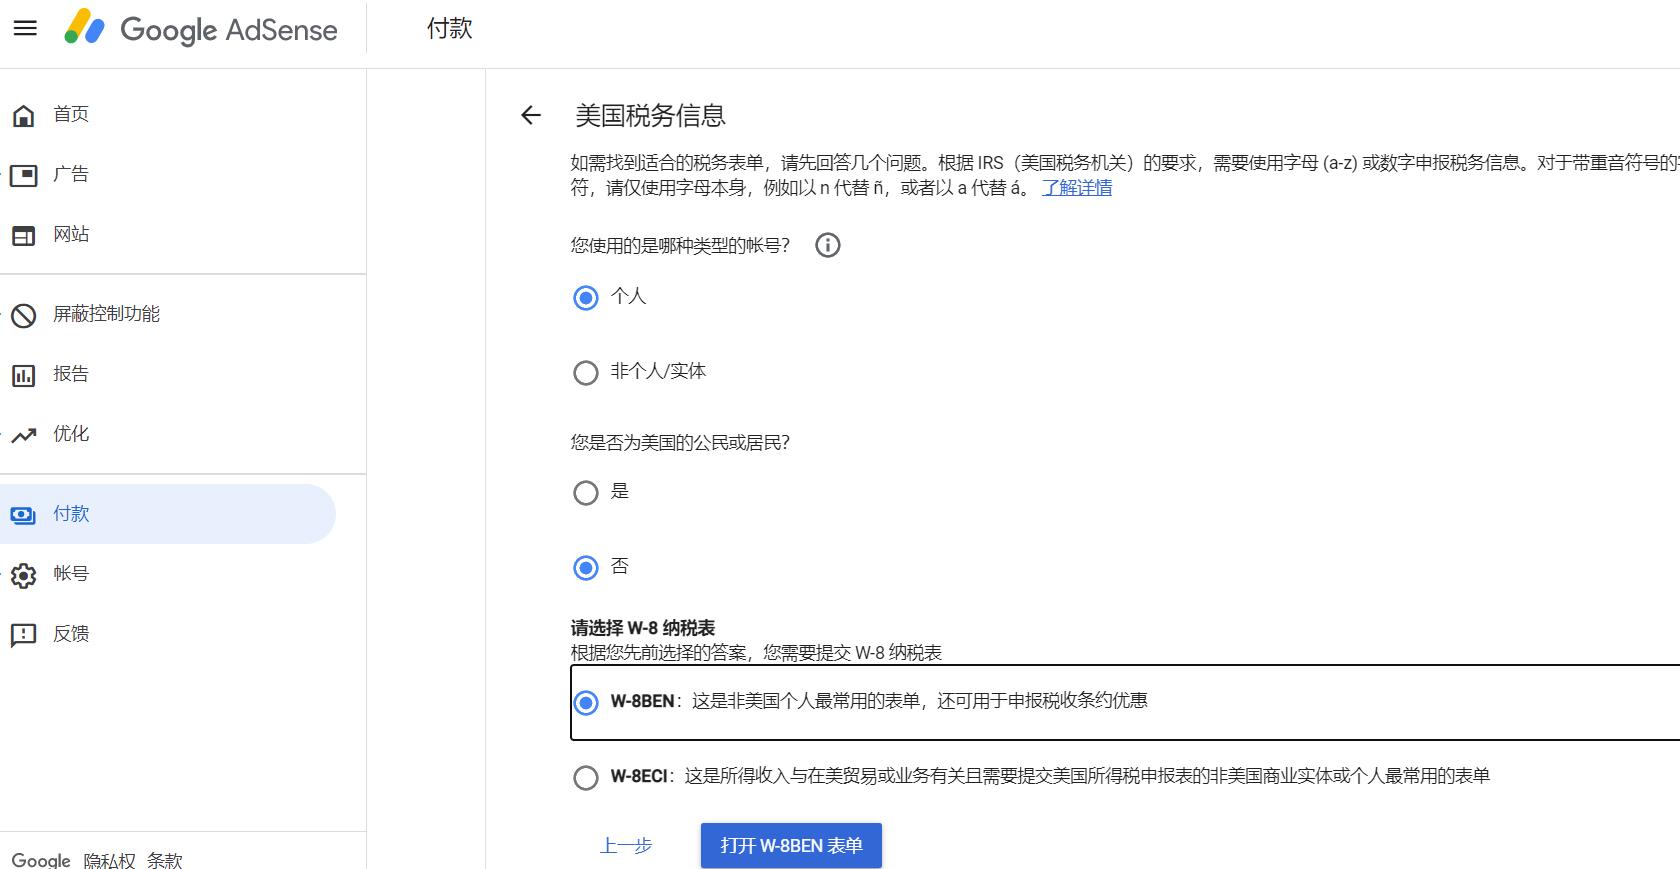 Google AdSense
付款
首页
广告
网站
屏蔽控制功能
报告
优化
付款
帐号
反馈
Google 隐私权 条款
美国税务信息
如需找到适合的税务表单，请先回答几个问题。根据 IRS（美国税务机关）的要求，需要使用字母 (a-z) 或数字申报税务信息。对于带重音符号的
符，请仅使用字母本身，例如以 n 代替 ñ，或者以 a 代替 á。 了解详情
您使用的是哪种类型的帐号？
个人
非个人/实体
您是否为美国的公民或居民？
是
否
请选择 W-8 纳税表
根据您先前选择的答案，您需要提交 W-8 纳税表
W-8BEN：这是非美国个人最常用的表单，还可用于申报税收条约优惠
W-8ECI：这是所得收入与在美贸易或业务有关且需要提交美国所得税申报表的非美国商业实体或个人最常用的表单
上一步
打开 W-8BEN 表单